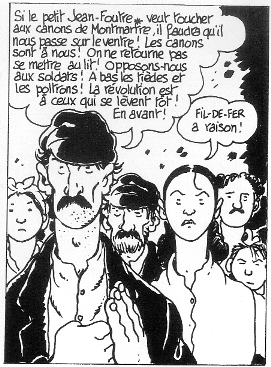 Si le petit Jean-Foutre veut toucher
aux canons de Montmartre, il faudra qu'il
nous passe sur le ventre ! Les canons
sont à nous ! On ne retourne pas
se mettre au lit ! Opposons-nous
aux soldats ! A bas les tièdes et
les poltrons ! La révolution est
à ceux qui se lèvent tôt !
En avant !
FIL-DE-FER
a raison !